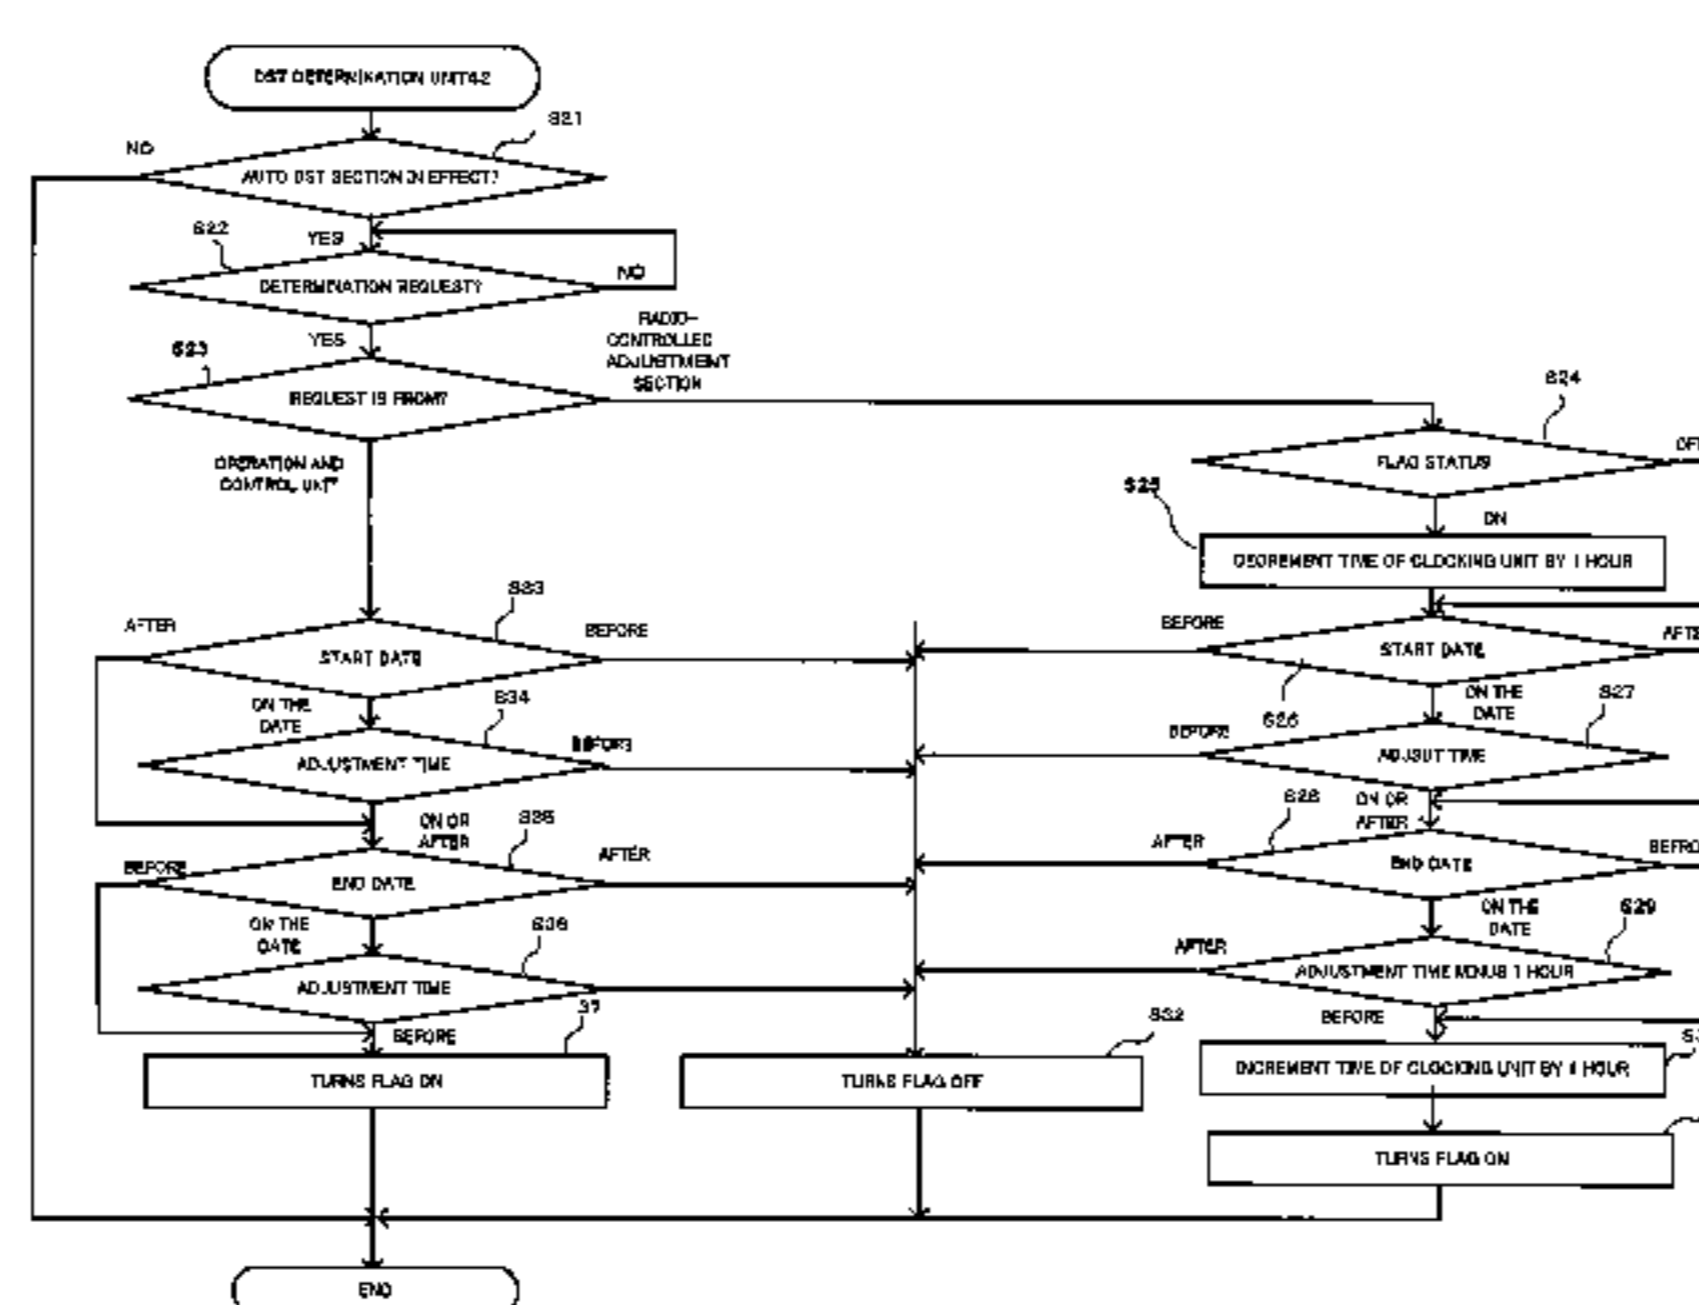 DST DETERMINATION UNIT42
S21
NO
AUTO DST SECTION IN EFFECT?
S22
YES
DETERMINATION REQUEST?
NO
S23
YES
RADIO-
CONTROLLED
ADJUSTMENT
SECTION
REQUEST IS FROM?
S24
FLAG STATUS
OPERATION AND
CONTROL UNIT
S25
ON
DECREMENT TIME OF CLOCKING UNIT BY 1 HOUR
S33
AFTER
BEFORE
START DATE
BEFORE
START DATE
S26
ON THE
DATE
S34
ON THE
DATE
S27
ADJUSTMENT TIME
BEFORE
BEFORE
ADJSUT TIME
ON OR
AFTER
S35
S28
ON OR
AFTER
BEFORE
END DATE
AFTER
AFTER
END DATE
ON THE
DATE
S36
ON THE
DATE
S29
ADJUSTMENT TIME
AFTER
ADJUSTMENT TIME MINUS 1 HOUR
BEFORE
37
S32
BEFORE
TURNS FLAG ON
TURNS FLAG OFF
INCREMENT TIME OF CLOCKING UNIT BY 1 HOUR
TURNS FLAG ON
END